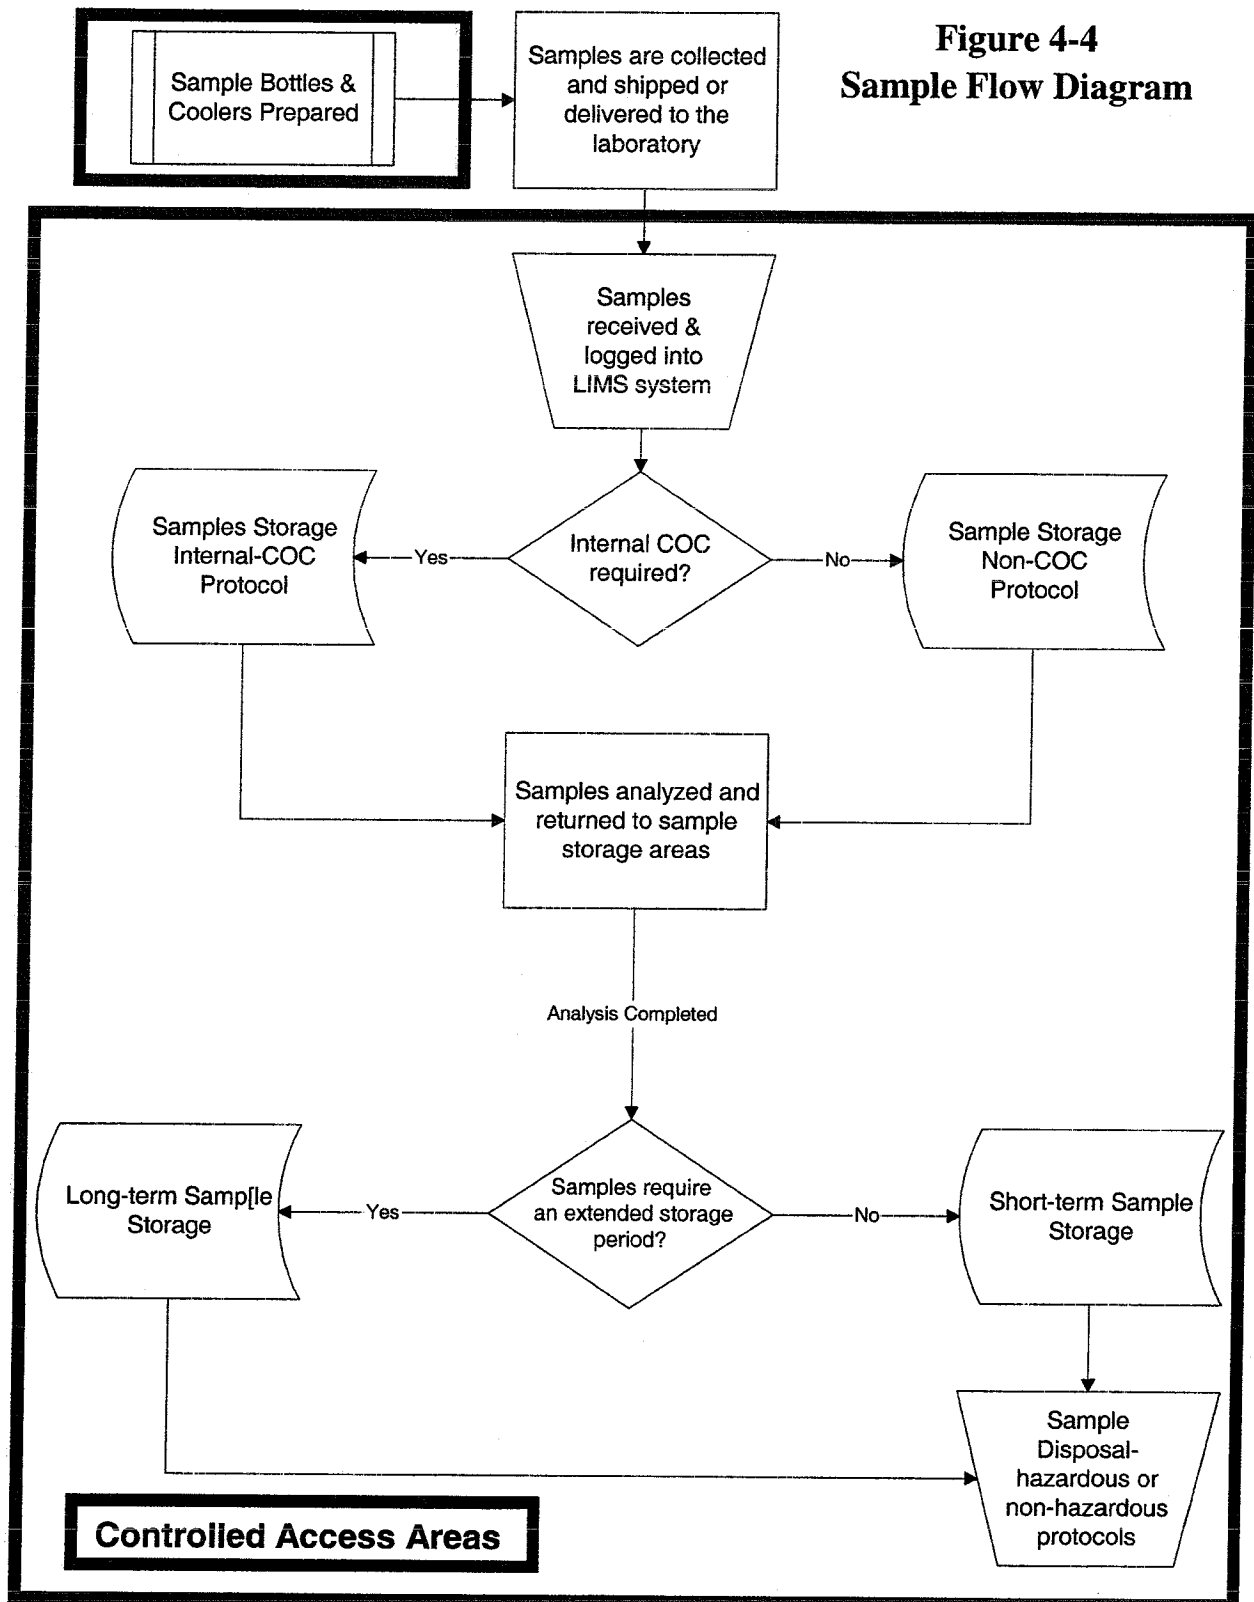 Figure 4-4
Sample Flow Diagram
Sample Bottles &
Coolers Prepared
Samples are collected
and shipped or
delivered to the
laboratory
Samples
received &
logged into
LIMS system
Internal COC
required?
Yes
No
Samples Storage
Internal-COC
Protocol
Sample Storage
Non-COC
Protocol
Samples analyzed and
returned to sample
storage areas
Analysis Completed
Samples require
an extended storage
period?
Yes
No
Long-term Samp[le
Storage
Short-term Sample
Storage
Sample
Disposal-
hazardous or
non-hazardous
protocols
Controlled Access Areas